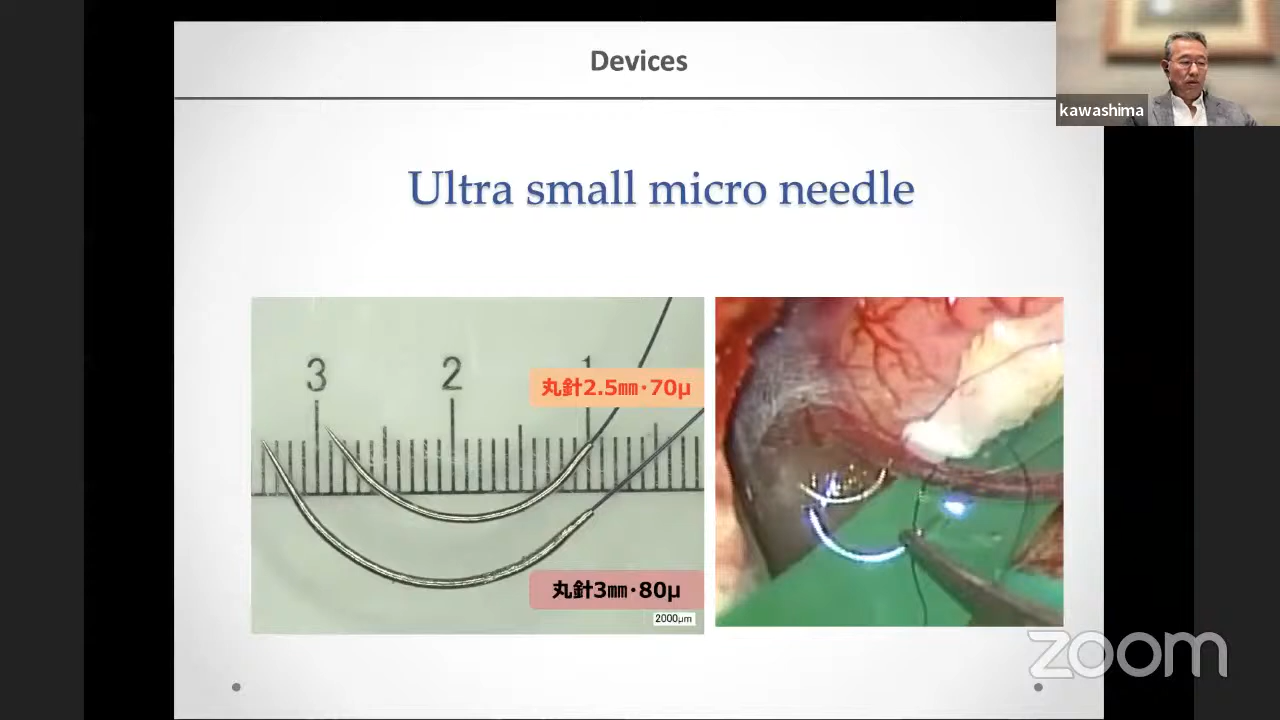 Devices
kawashima
Ultra small micro needle
3 2 1
丸針2.5㎜・70μ
丸針3㎜・80μ
2000μm
zoom